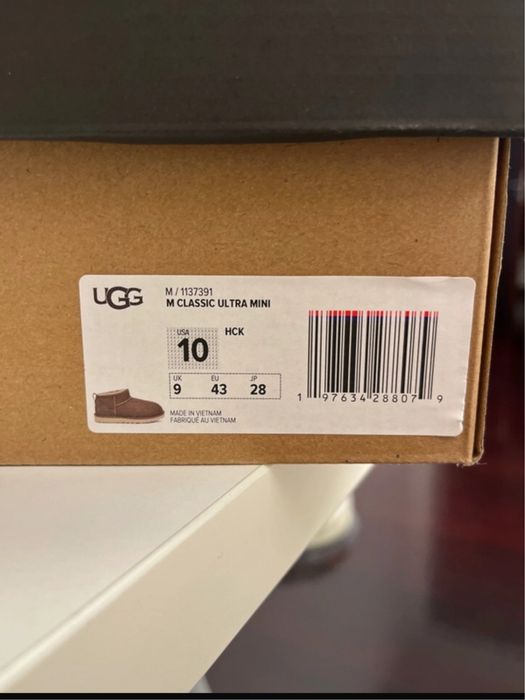 UGG
M / 1137391
M CLASSIC ULTRA MINI
USA
10
HCK
UK EU JP
9 43 28
MADE IN VIETNAM
FABRIQUÉ AU VIETNAM
1 97634 28807 9